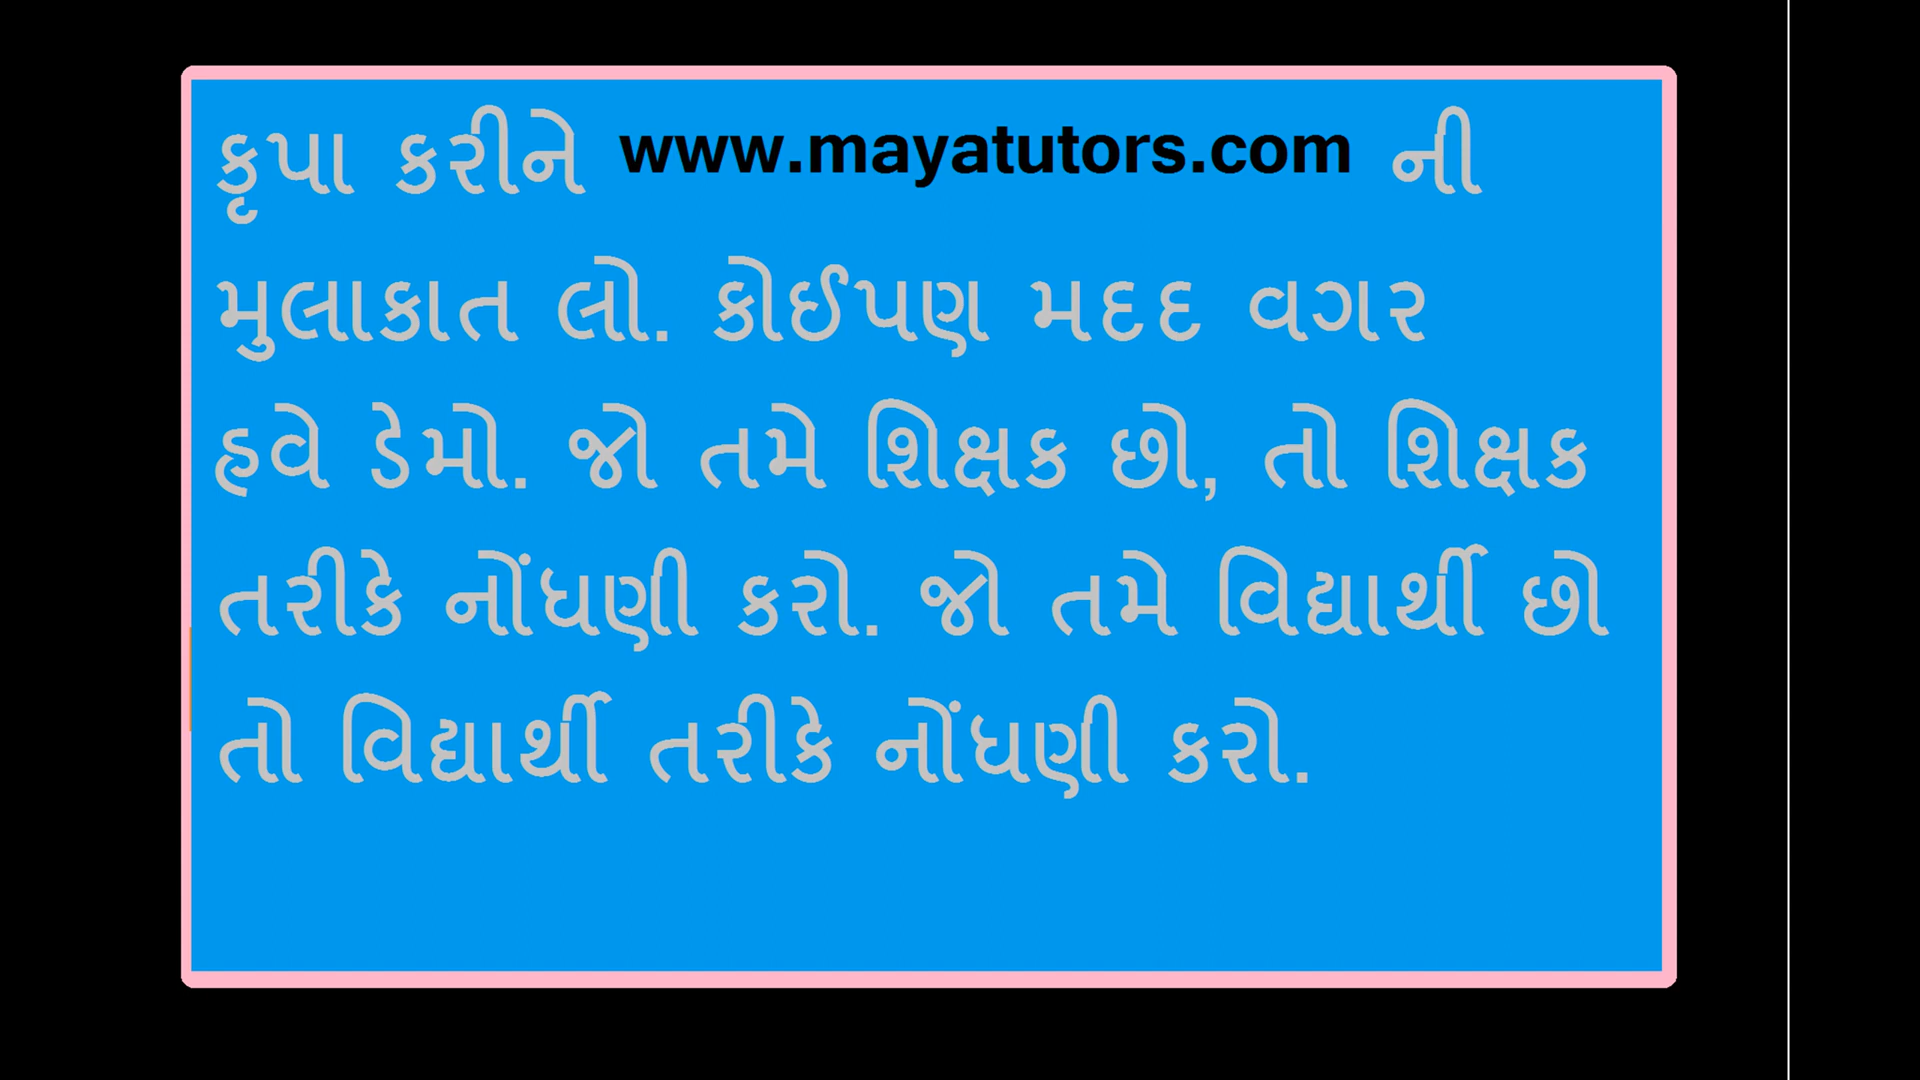 કૃપા કરીને www.mayatutors.com ની
મુલાકાત લો. કોઈપણ મદદ વગર
હવે ડેમો. જો તમે શિક્ષક છો, તો શિક્ષક
તરીકે નોંધણી કરો. જો તમે વિદ્યાર્થી છો
તો વિદ્યાર્થી તરીકે નોંધણી કરો.